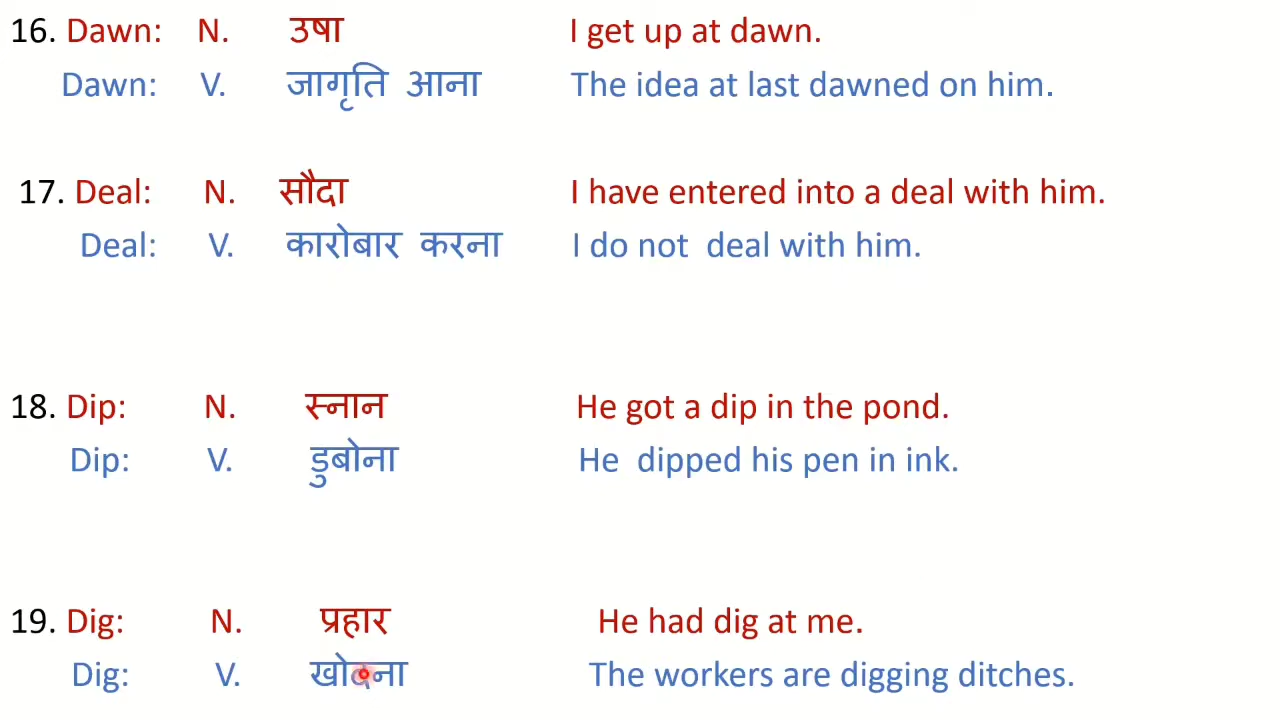 16. Dawn: N. उषा I get up at dawn.
Dawn: V. जागृति आना The idea at last dawned on him.
17. Deal: N. सौदा I have entered into a deal with him.
Deal: V. कारोबार करना I do not deal with him.
18. Dip: N. स्नान He got a dip in the pond.
Dip: V. डुबोना He dipped his pen in ink.
19. Dig: N. प्रहार He had dig at me.
Dig: V. खोदना The workers are digging ditches.